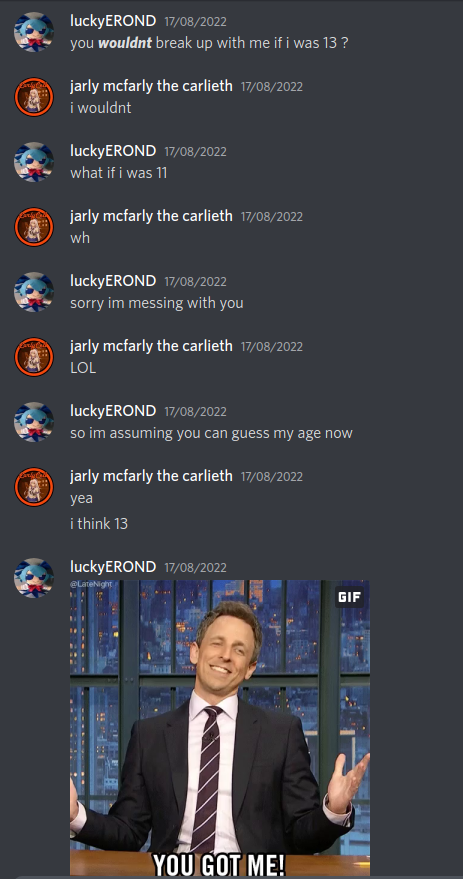 luckyEROND 17/08/2022
you wouldnt break up with me if i was 13 ?
jarly mcfarly the carlieth 17/08/2022
i wouldnt
luckyEROND 17/08/2022
what if i was 11
jarly mcfarly the carlieth 17/08/2022
wh
luckyEROND 17/08/2022
sorry im messing with you
jarly mcfarly the carlieth 17/08/2022
LOL
luckyEROND 17/08/2022
so im assuming you can guess my age now
jarly mcfarly the carlieth 17/08/2022
yea
i think 13
luckyEROND 17/08/2022
@LateNight
GIF
YOU GOT ME!